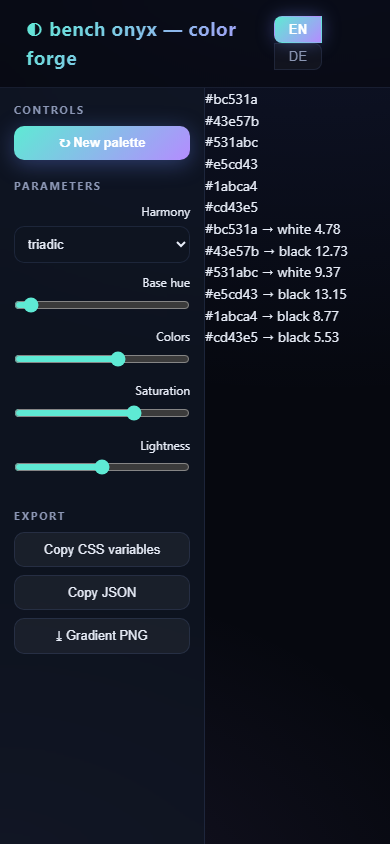 ◐ bench onyx — color
forge
EN
DE
CONTROLS
↻ New palette
PARAMETERS
Harmony
triadic
Base hue
Colors
Saturation
Lightness
EXPORT
Copy CSS variables
Copy JSON
⤓ Gradient PNG
#bc531a
#43e57b
#531abc
#e5cd43
#1abca4
#cd43e5
#bc531a → white 4.78
#43e57b → black 12.73
#531abc → white 9.37
#e5cd43 → black 13.15
#1abca4 → black 8.77
#cd43e5 → black 5.53